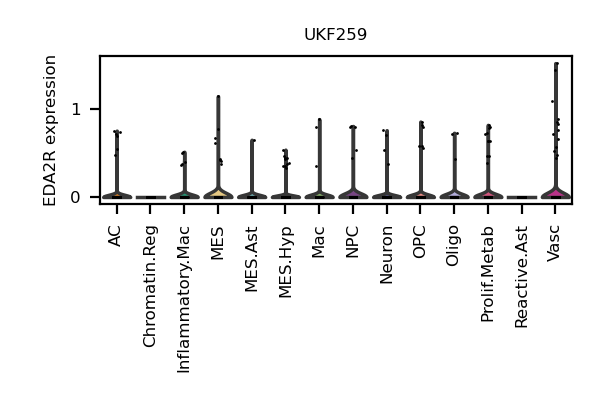 UKF259
EDA2R expression
1
0
AC
Chromatin.Reg
Inflammatory.Mac
MES
MES.Ast
MES.Hyp
Mac
NPC
Neuron
OPC
Oligo
Prolif.Metab
Reactive.Ast
Vasc